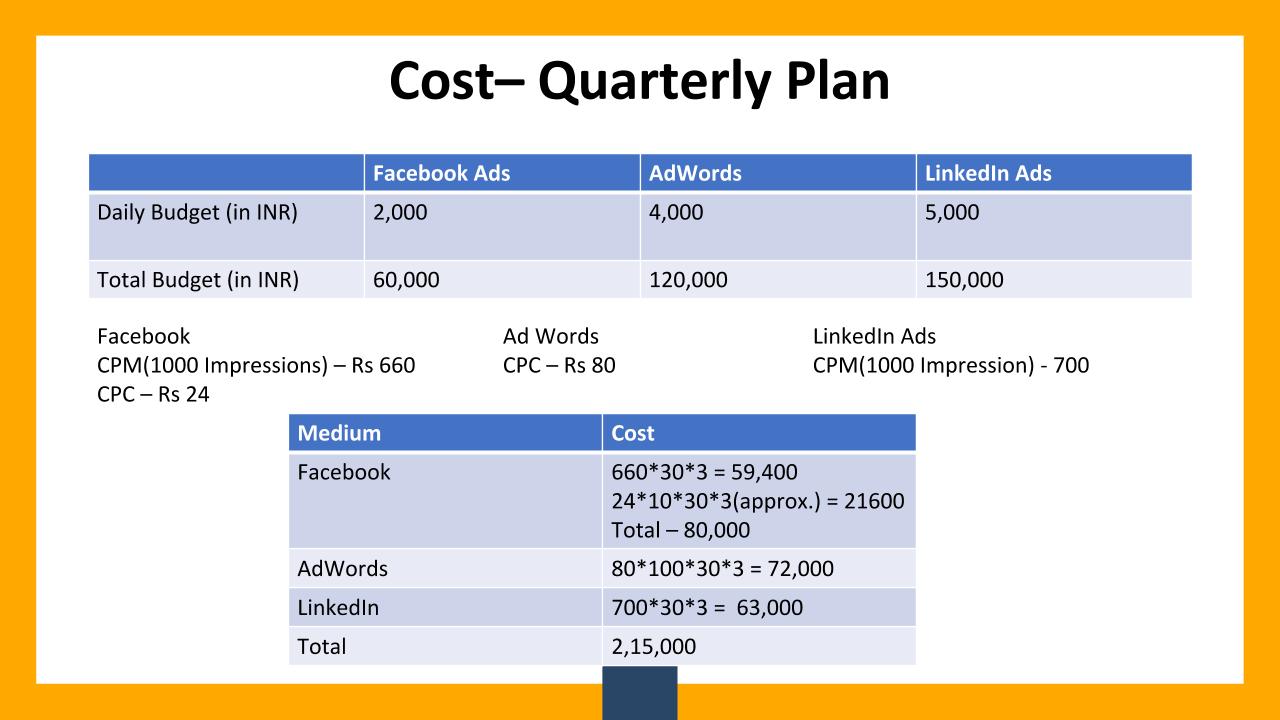 Cost– Quarterly Plan
Facebook Ads AdWords LinkedIn Ads
Daily Budget (in INR) 2,000 4,000 5,000
Total Budget (in INR) 60,000 120,000 150,000
Facebook
CPM(1000 Impressions) – Rs 660
CPC – Rs 24
Ad Words
CPC – Rs 80
LinkedIn Ads
CPM(1000 Impression) - 700
Medium Cost
Facebook 660*30*3 = 59,400
24*10*30*3(approx.) = 21600
Total – 80,000
AdWords 80*100*30*3 = 72,000
LinkedIn 700*30*3 = 63,000
Total 2,15,000